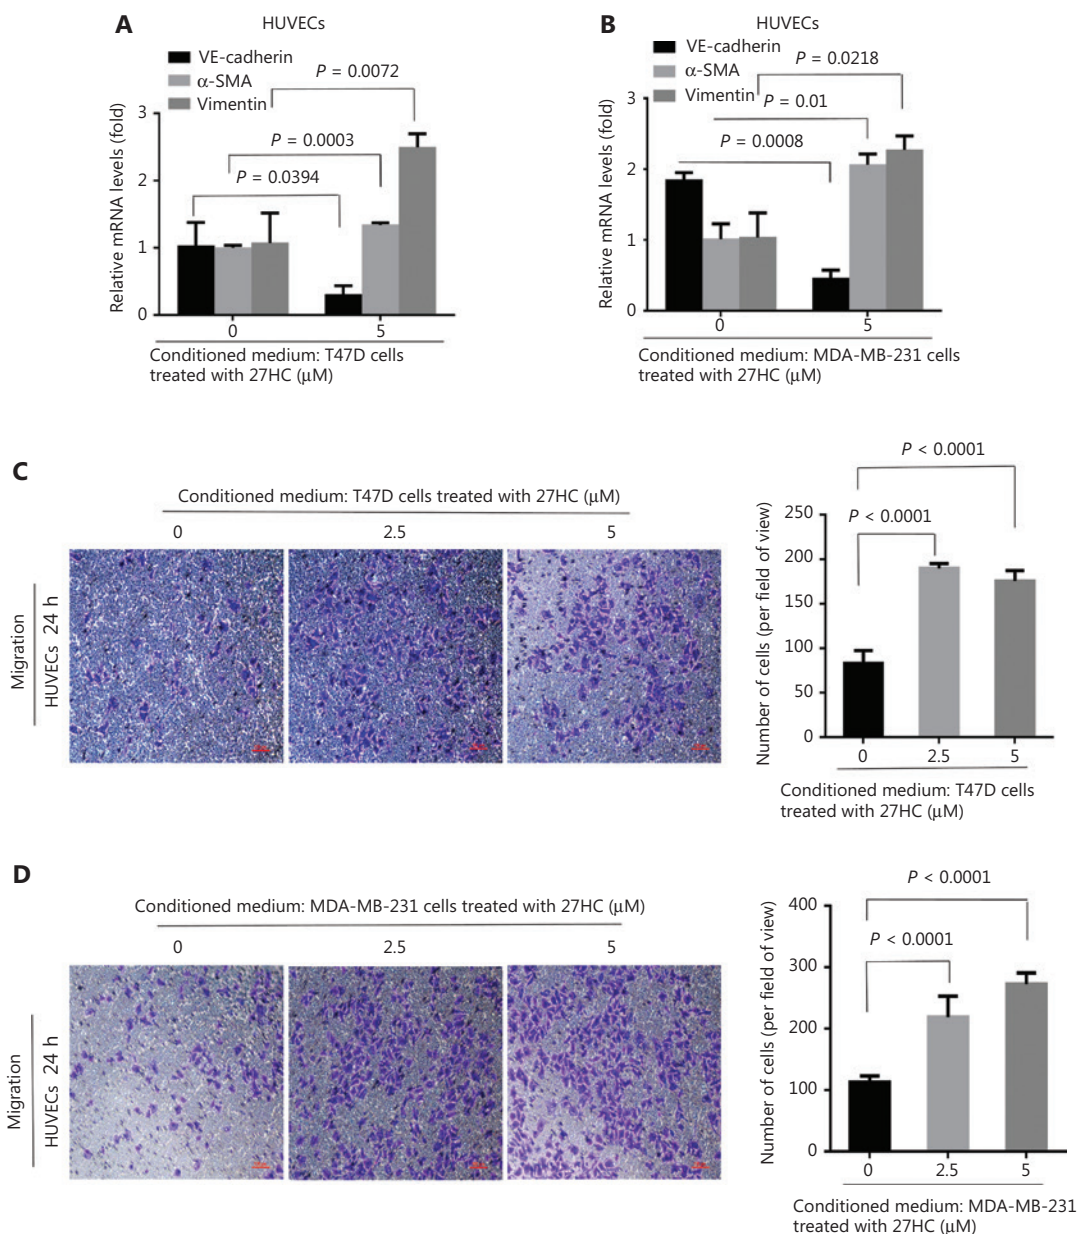 A
HUVECs
VE-cadherin
α-SMA
Vimentin
P = 0.0072
P = 0.0003
P = 0.0394
Relative mRNA levels (fold)
3
2
1
0
0
5
Conditioned medium: T47D cells
treated with 27HC (μM)
B
HUVECs
VE-cadherin
α-SMA
Vimentin
P = 0.0218
P = 0.01
P = 0.0008
Relative mRNA levels (fold)
3
2
1
0
0
5
Conditioned medium: MDA-MB-231 cells
treated with 27HC (μM)
C
Conditioned medium: T47D cells treated with 27HC (μM)
0
2.5
5
Migration
HUVECs 24 h
P < 0.0001
P < 0.0001
Number of cells (per field of view)
250
200
150
100
50
0
0
2.5
5
Conditioned medium: T47D cells
treated with 27HC (μM)
D
Conditioned medium: MDA-MB-231 cells treated with 27HC (μM)
0
2.5
5
Migration
HUVECs 24 h
P < 0.0001
P < 0.0001
Number of cells (per field of view)
400
300
200
100
0
0
2.5
5
Conditioned medium: MDA-MB-231
treated with 27HC (μM)